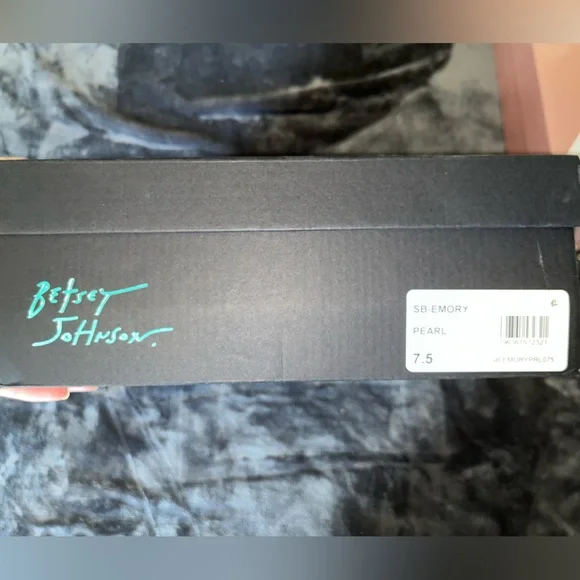 Betsey
Johnson.
SB-EMORY
PEARL
7.5